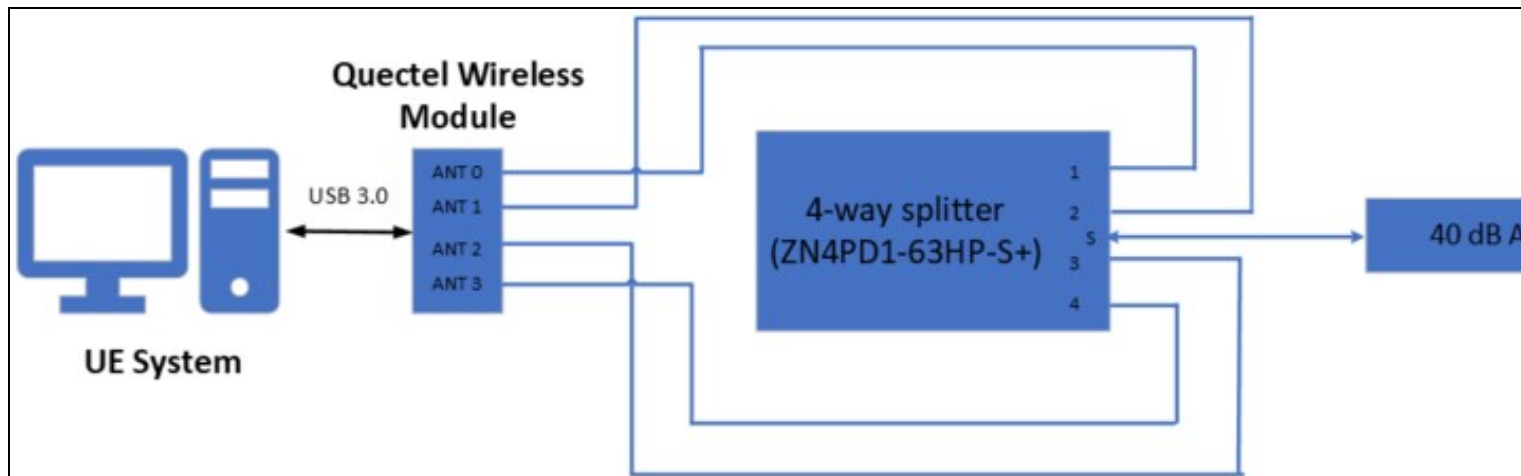 Quectel Wireless
Module
USB 3.0
ANT 0
ANT 1
ANT 2
ANT 3
UE System
4-way splitter
(ZN4PD1-63HP-S+)
1
2
S
3
4
40 dB A